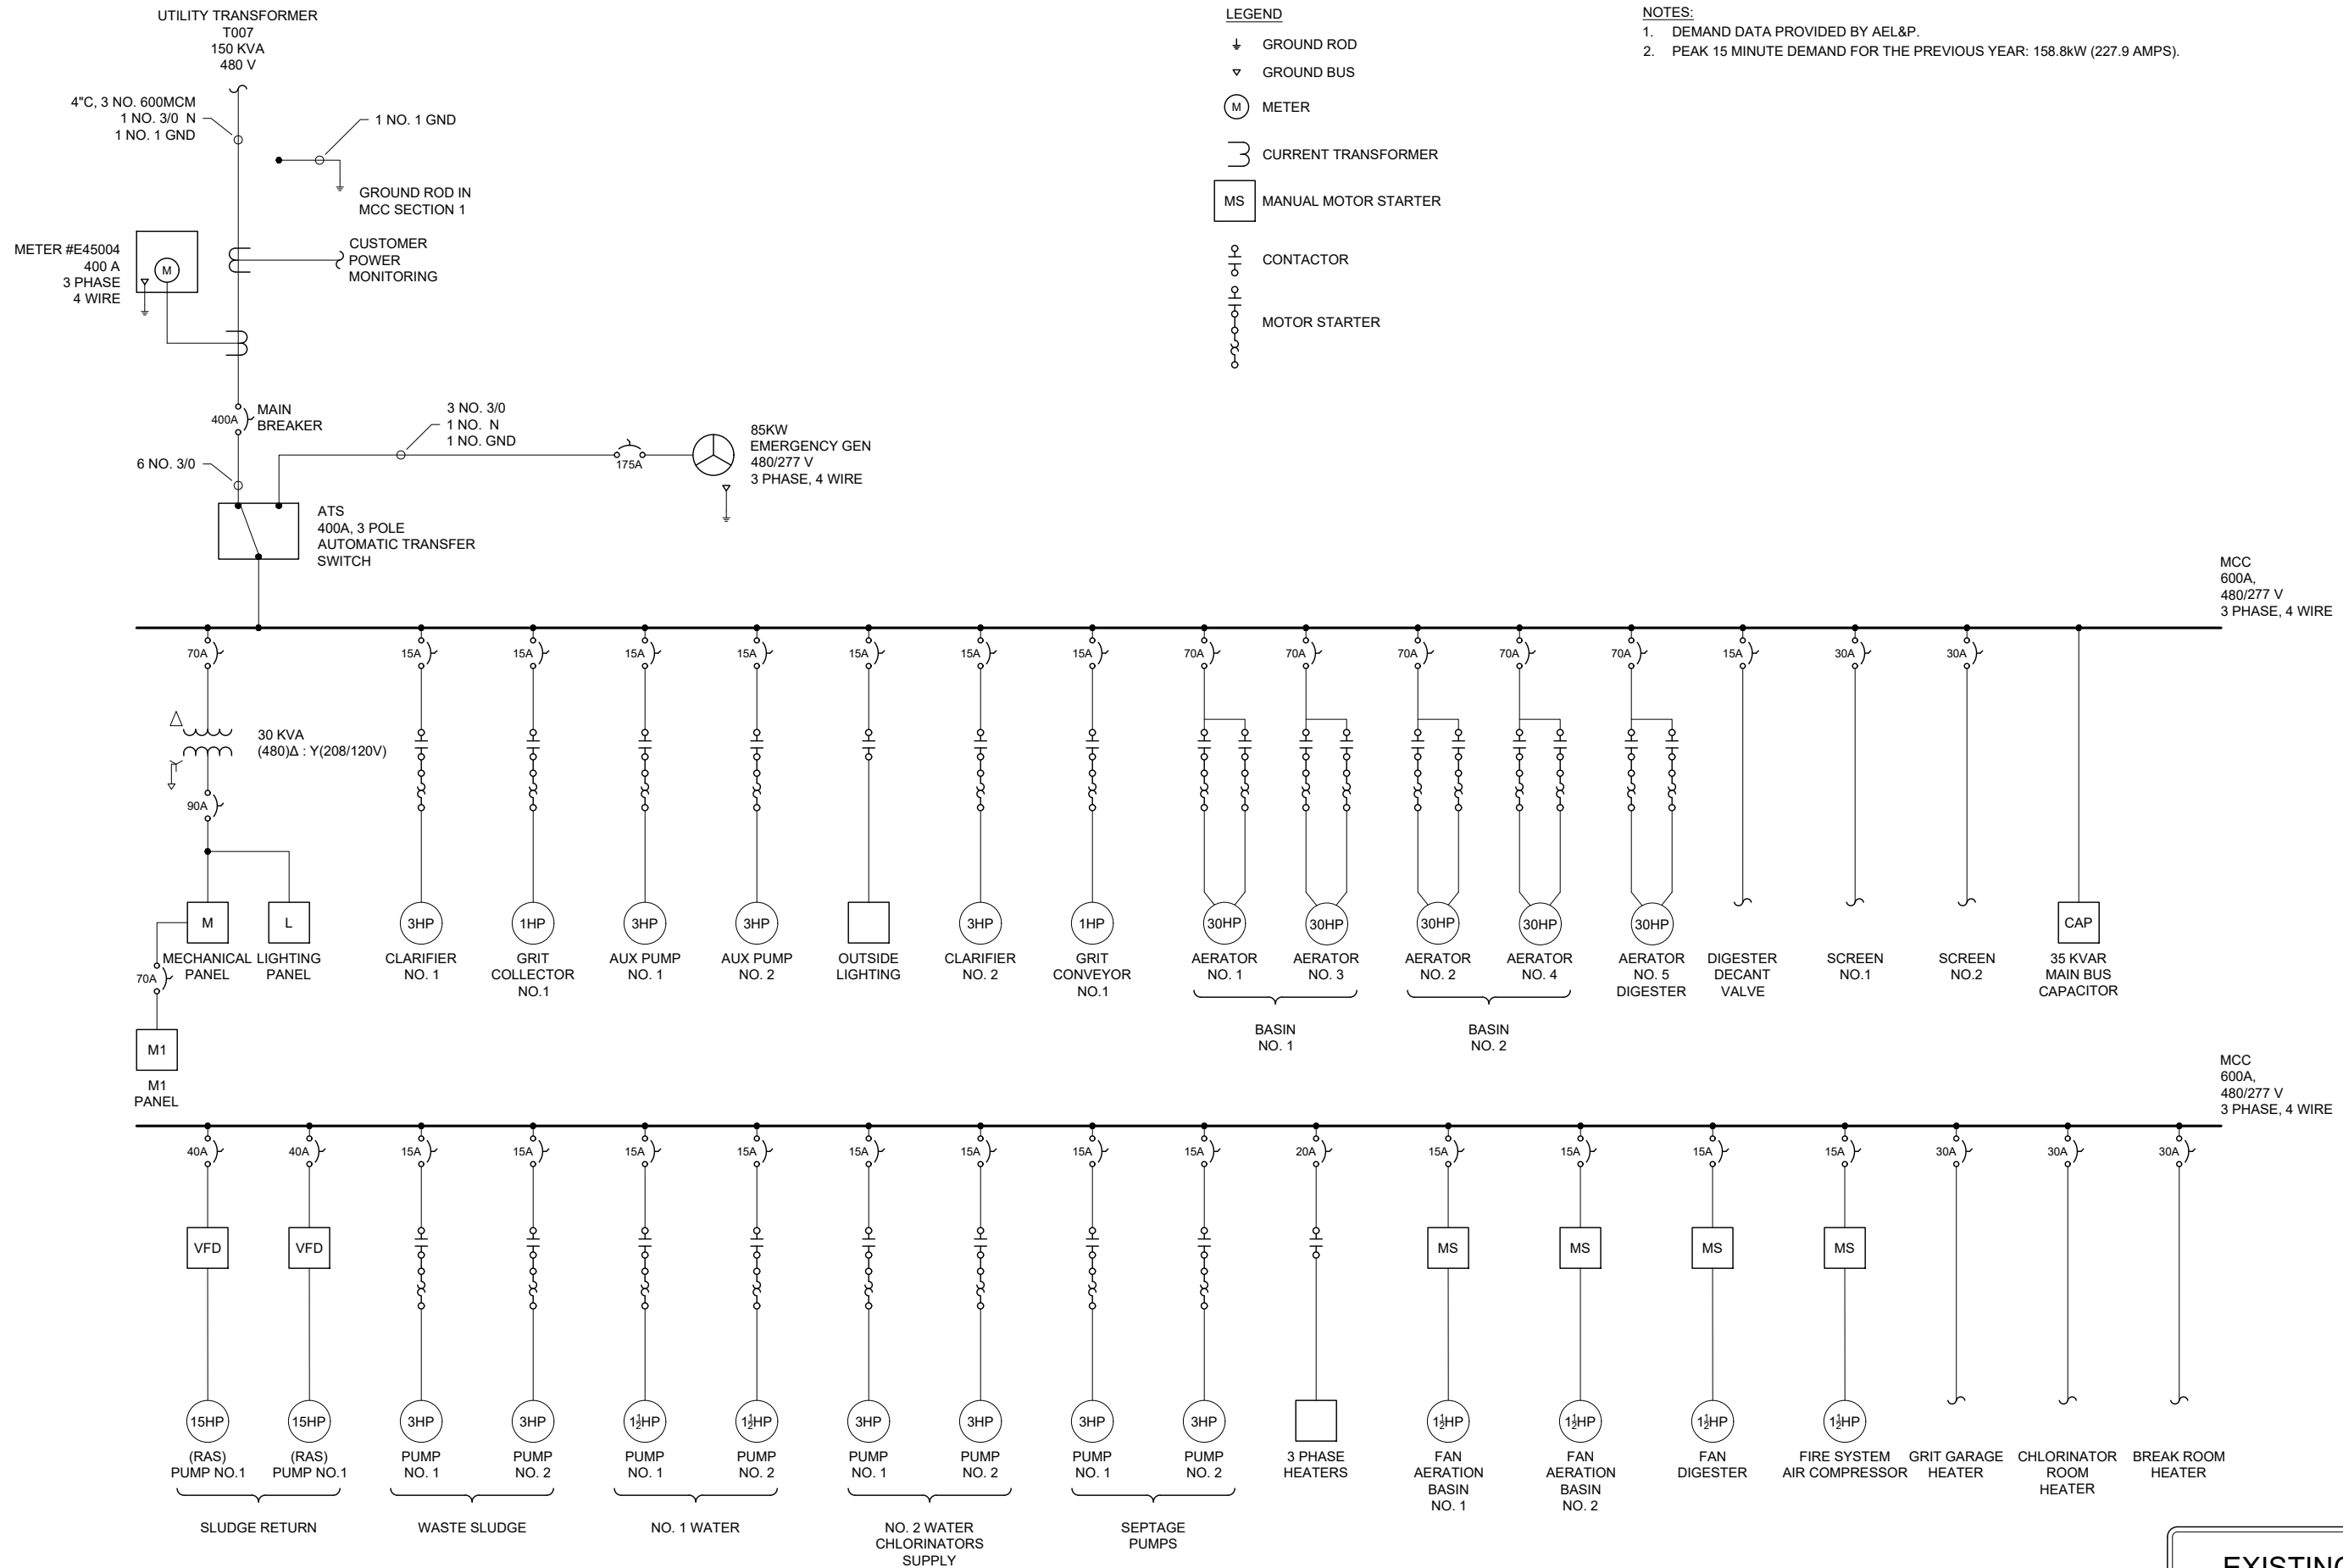 UTILITY TRANSFORMER
T007
150 KVA
480 V
4"C, 3 NO. 600MCM
1 NO. 3/0 N
1 NO. 1 GND
1 NO. 1 GND
GROUND ROD IN
MCC SECTION 1
METER #E45004
400 A
3 PHASE
4 WIRE
M
CUSTOMER
POWER
MONITORING
400A
MAIN
BREAKER
6 NO. 3/0
3 NO. 3/0
1 NO. N
1 NO. GND
175A
85KW
EMERGENCY GEN
480/277 V
3 PHASE, 4 WIRE
ATS
400A, 3 POLE
AUTOMATIC TRANSFER
SWITCH
LEGEND
GROUND ROD
GROUND BUS
M METER
CURRENT TRANSFORMER
MS MANUAL MOTOR STARTER
CONTACTOR
MOTOR STARTER
NOTES:
1. DEMAND DATA PROVIDED BY AEL&P.
2. PEAK 15 MINUTE DEMAND FOR THE PREVIOUS YEAR: 158.8kW (227.9 AMPS).
MCC
600A,
480/277 V
3 PHASE, 4 WIRE
70A 15A 15A 15A 15A 15A 15A 15A 70A 70A 70A 70A 70A 15A 30A 30A
30 KVA
(480)Δ : Y(208/120V)
90A
M L 3HP 1HP 3HP 3HP 3HP 1HP 30HP 30HP 30HP 30HP 30HP CAP
MECHANICAL
PANEL
LIGHTING
PANEL
CLARIFIER
NO. 1
GRIT
COLLECTOR
NO.1
AUX PUMP
NO. 1
AUX PUMP
NO. 2
OUTSIDE
LIGHTING
CLARIFIER
NO. 2
GRIT
CONVEYOR
NO.1
AERATOR
NO. 1
AERATOR
NO. 3
BASIN
NO. 1
AERATOR
NO. 2
AERATOR
NO. 4
BASIN
NO. 2
AERATOR
NO. 5
DIGESTER
DIGESTER
DECANT
VALVE
SCREEN
NO.1
SCREEN
NO.2
35 KVAR
MAIN BUS
CAPACITOR
70A
M1
M1
PANEL
MCC
600A,
480/277 V
3 PHASE, 4 WIRE
40A 40A 15A 15A 15A 15A 15A 15A 15A 15A 20A 15A 15A 15A 15A 30A 30A 30A
VFD VFD MS MS MS MS
15HP 15HP 3HP 3HP 1½HP 1½HP 3HP 3HP 3HP 3HP 1½HP 1½HP 1½HP 1½HP
(RAS)
PUMP NO.1
(RAS)
PUMP NO.1
SLUDGE RETURN
PUMP
NO. 1
PUMP
NO. 2
WASTE SLUDGE
PUMP
NO. 1
PUMP
NO. 2
NO. 1 WATER
PUMP
NO. 1
PUMP
NO. 2
NO. 2 WATER
CHLORINATORS
SUPPLY
PUMP
NO. 1
PUMP
NO. 2
SEPTAGE
PUMPS
3 PHASE
HEATERS
FAN
AERATION
BASIN
NO. 1
FAN
AERATION
BASIN
NO. 2
FAN
DIGESTER
FIRE SYSTEM
AIR COMPRESSOR
GRIT GARAGE
HEATER
CHLORINATOR
ROOM
HEATER
BREAK ROOM
HEATER